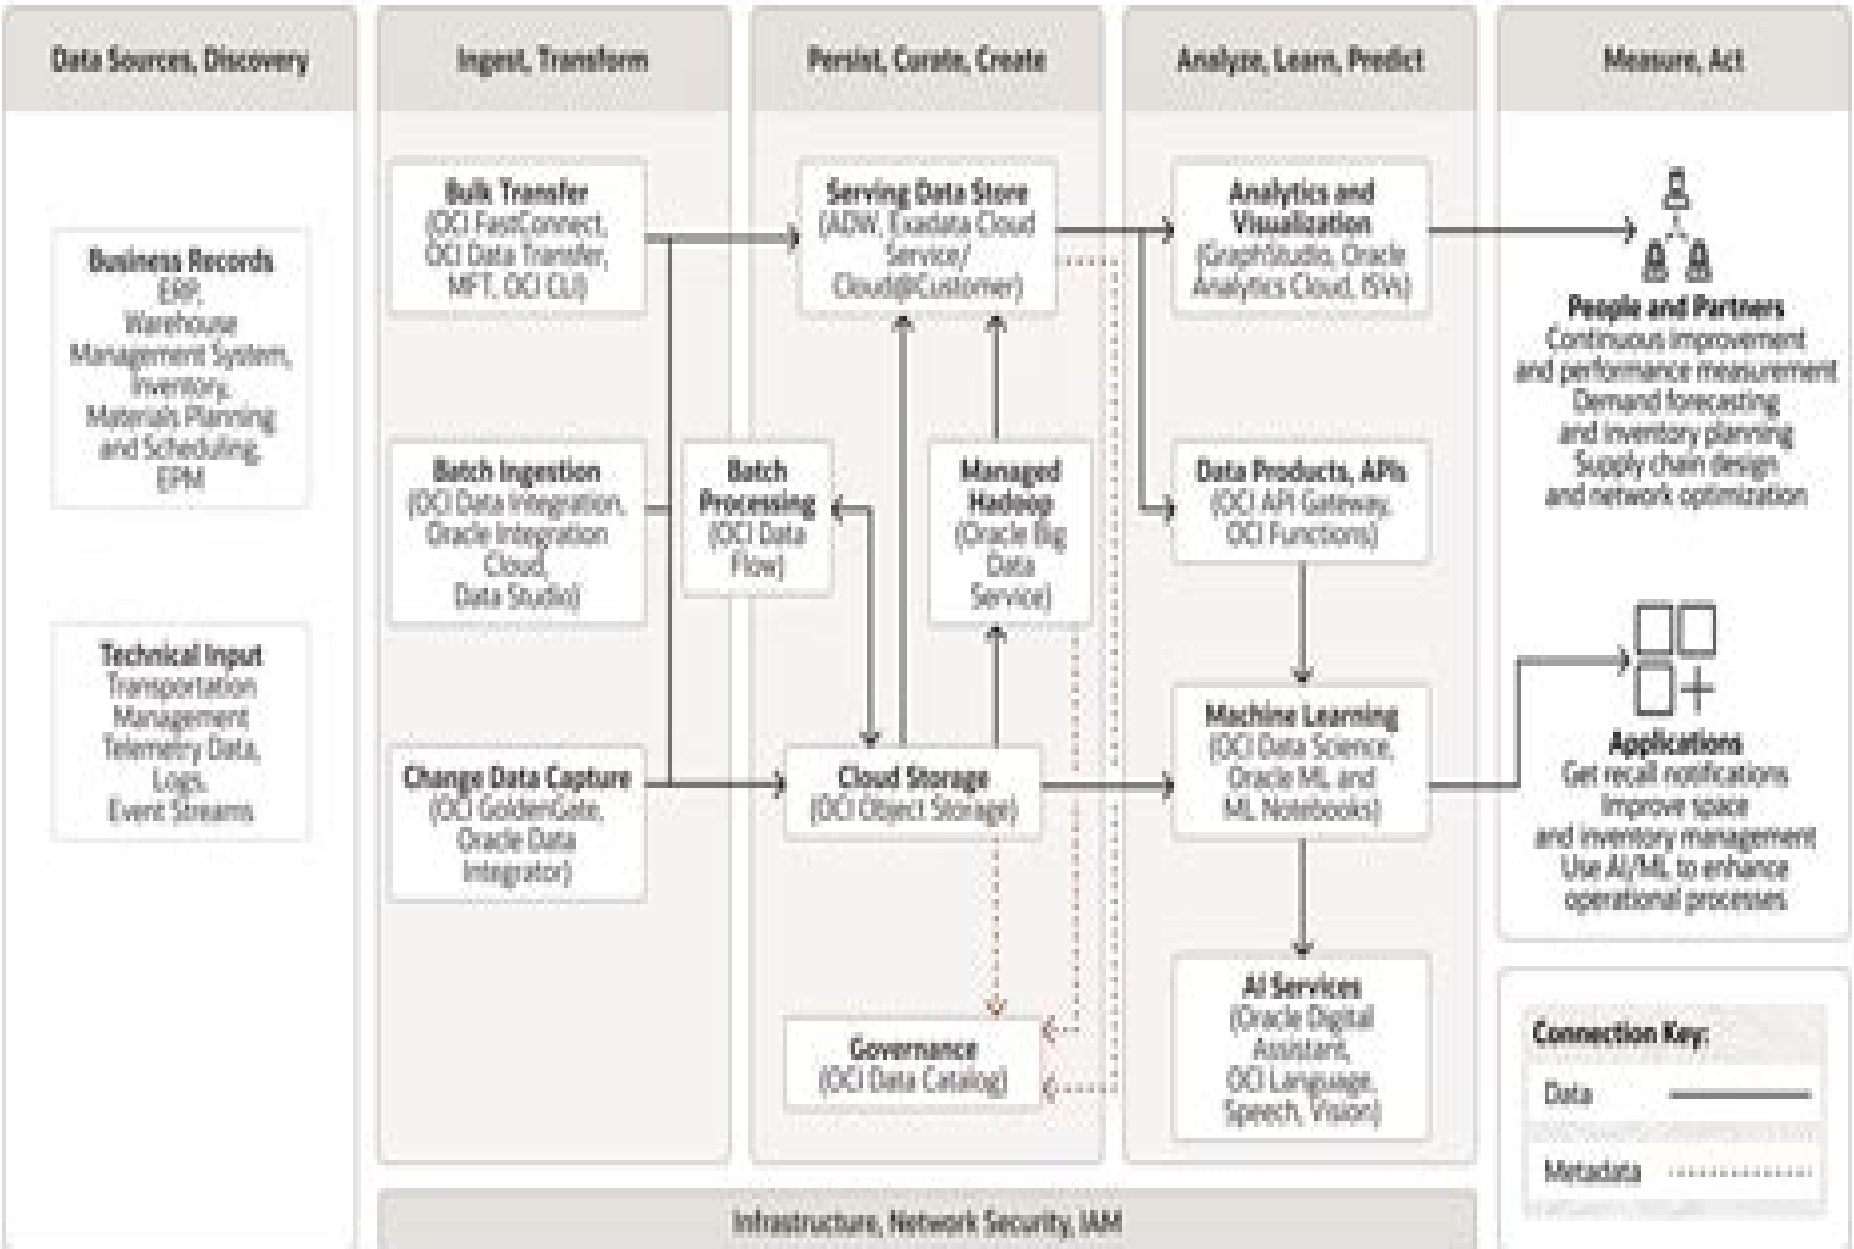 Data Sources, Discovery
Business Records
ERP,
Warehouse
Management System,
Inventory,
Materials Planning
and Scheduling,
EPM
Technical Input
Transportation
Management
Telemetry Data,
Logs,
Event Streams
Ingest, Transform
Bulk Transfer
(OCI FastConnect,
OCI Data Transfer,
MFT, OCI CLI)
Batch Ingestion
(OCI Data Integration,
Oracle Integration
Cloud,
Data Studio)
Change Data Capture
(OCI GoldenGate,
Oracle Data
Integrator)
Batch
Processing
(OCI Data
Flow)
Persist, Curate, Create
Serving Data Store
(ADW, Exadata Cloud
Service/
Cloud@Customer)
Managed
Hadoop
(Oracle Big
Data
Service)
Cloud Storage
(OCI Object Storage)
Governance
(OCI Data Catalog)
Analyze, Learn, Predict
Analytics and
Visualization
(GraphStudio, Oracle
Analytics Cloud, ISVs)
Data Products, APIs
(OCI API Gateway,
OCI Functions)
Machine Learning
(OCI Data Science,
Oracle ML and
ML Notebooks)
AI Services
(Oracle Digital
Assistant,
OCI Language,
Speech, Vision)
Measure, Act
People and Partners
Continuous improvement
and performance measurement
Demand forecasting
and inventory planning
Supply chain design
and network optimization
Applications
Get recall notifications
Improve space
and inventory management
Use AI/ML to enhance
operational processes
Connection Key:
Data
Metadata
Infrastructure, Network Security, IAM